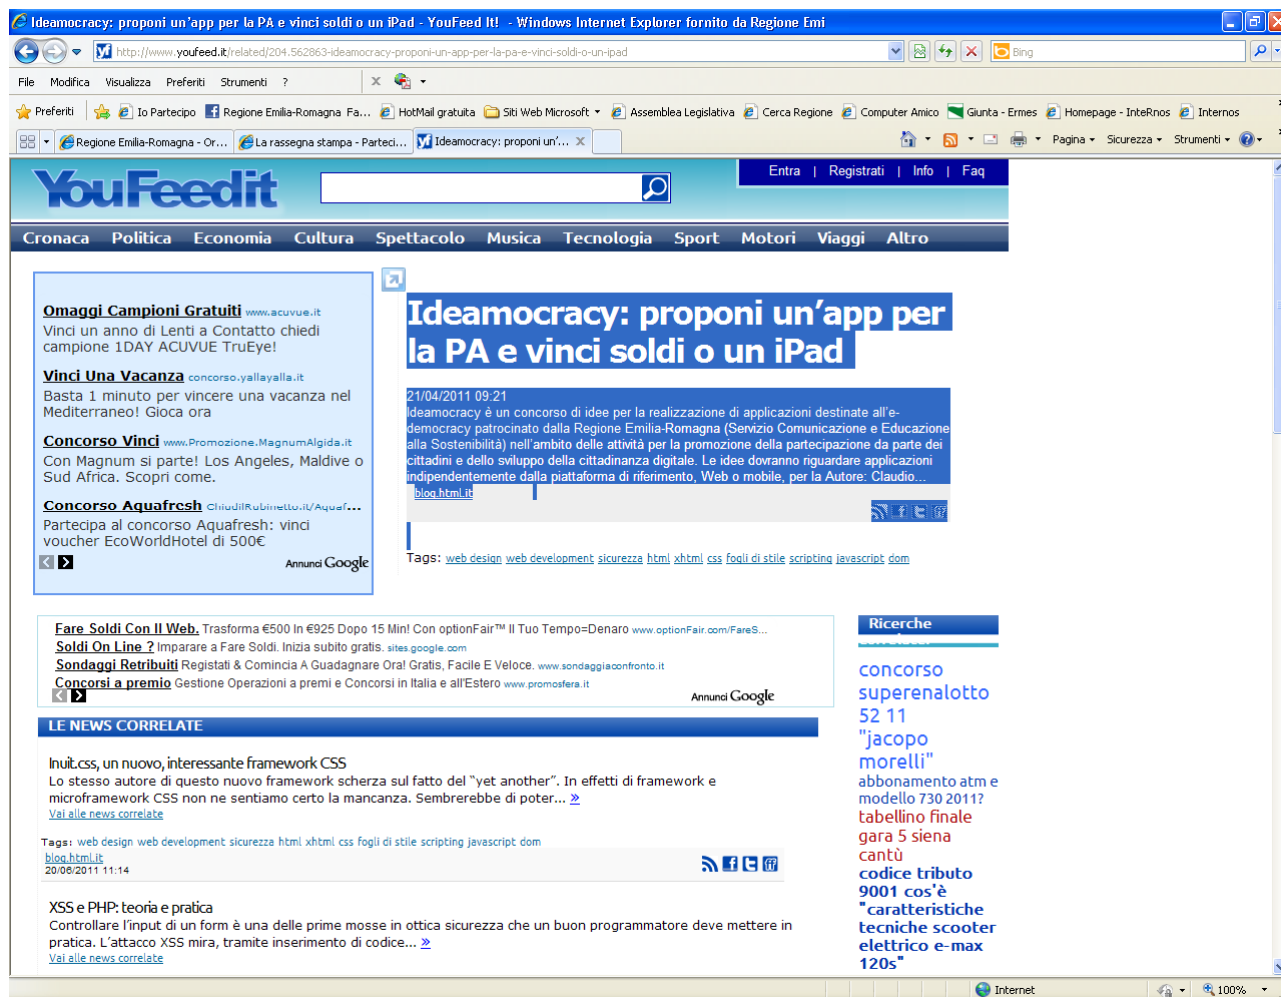 Ideamocracy: proponi un'app per la PA e vinci soldi o un iPad - YouFeed It! - Windows Internet Explorer fornito da Regione Emi
http://www.youfeed.it/related/204.562863-ideamocracy-proponi-un-app-per-la-pa-e-vinci-soldi-o-un-ipad
Bing
File Modifica Visualizza Preferiti Strumenti ?
Preferiti Io Partecipo Regione Emilia-Romagna Fa... HotMail gratuita Siti Web Microsoft Assemblea Legislativa Cerca Regione Computer Amico Giunta - Ermes Homepage - InteRnos Internos
Regione Emilia-Romagna - Or... La rassegna stampa - Parteci... Ideamocracy: proponi un'... Pagina Sicurezza Strumenti
YouFeedit
Entra | Registrati | Info | Faq
Cronaca Politica Economia Cultura Spettacolo Musica Tecnologia Sport Motori Viaggi Altro
Omaggi Campioni Gratuiti www.acuvue.it
Vinci un anno di Lenti a Contatto chiedi
campione 1DAY ACUVUE TruEye!
Vinci Una Vacanza concorso.yallayalla.it
Basta 1 minuto per vincere una vacanza nel
Mediterraneo! Gioca ora
Concorso Vinci www.Promozione.MagnumAlgida.it
Con Magnum si parte! Los Angeles, Maldive o
Sud Africa. Scopri come.
Concorso Aquafresh ChiudilRubinetto.it/Aquaf...
Partecipa al concorso Aquafresh: vinci
voucher EcoWorldHotel di 500€
Annunci Google
Ideamocracy: proponi un'app per
la PA e vinci soldi o un iPad
21/04/2011 09:21
Ideamocracy è un concorso di idee per la realizzazione di applicazioni destinate all'e-
democracy patrocinato dalla Regione Emilia-Romagna (Servizio Comunicazione e Educazione
alla Sostenibilità) nell'ambito delle attività per la promozione della partecipazione da parte dei
cittadini e dello sviluppo della cittadinanza digitale. Le idee dovranno riguardare applicazioni
indipendentemente dalla piattaforma di riferimento, Web o mobile, per la Autore: Claudio...
blog.html.it
Tags: web design web development sicurezza html xhtml css fogli di stile scripting javascript dom
Fare Soldi Con Il Web. Trasforma €500 In €925 Dopo 15 Min! Con optionFair™ Il Tuo Tempo=Denaro www.optionFair.com/FareS...
Soldi On Line ? Imparare a Fare Soldi. Inizia subito gratis. sites.google.com
Sondaggi Retribuiti Registati & Comincia A Guadagnare Ora! Gratis, Facile E Veloce. www.sondaggiaconfronto.it
Concorsi a premio Gestione Operazioni a premi e Concorsi in Italia e all'Estero www.promosfera.it
Annunci Google
LE NEWS CORRELATE
Inuit.css, un nuovo, interessante framework CSS
Lo stesso autore di questo nuovo framework scherza sul fatto del "yet another". In effetti di framework e
microframework CSS non ne sentiamo certo la mancanza. Sembrerebbe di poter... »
Vai alle news correlate
Tags: web design web development sicurezza html xhtml css fogli di stile scripting javascript dom
blog.html.it
20/06/2011 11:14
XSS e PHP: teoria e pratica
Controllare l'input di un form è una delle prime mosse in ottica sicurezza che un buon programmatore deve mettere in
pratica. L'attacco XSS mira, tramite inserimento di codice... »
Vai alle news correlate
Ricerche
concorso
superenalotto
52 11
"jacopo
morelli"
abbonamento atm e
modello 730 2011?
tabellino finale
gara 5 siena
cantù
codice tributo
9001 cos'è
"caratteristiche
tecniche scooter
elettrico e-max
120s"
Internet
100%